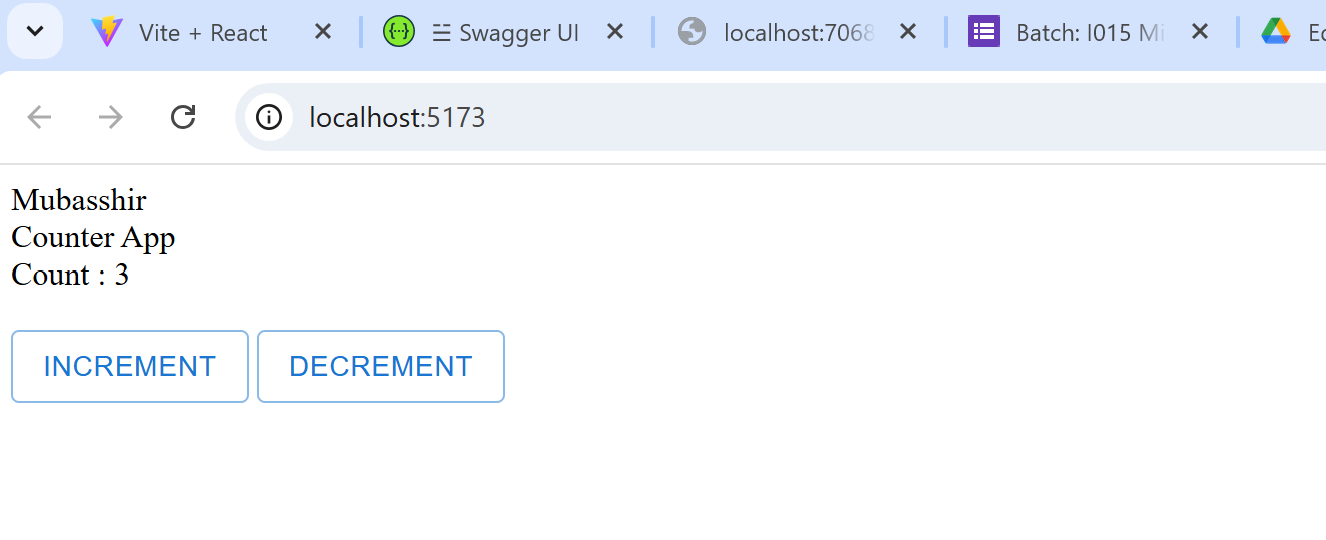 Vite + React
Swagger UI
localhost:7068
Batch: I015 Mi
localhost:5173
Mubasshir
Counter App
Count : 3
INCREMENT
DECREMENT